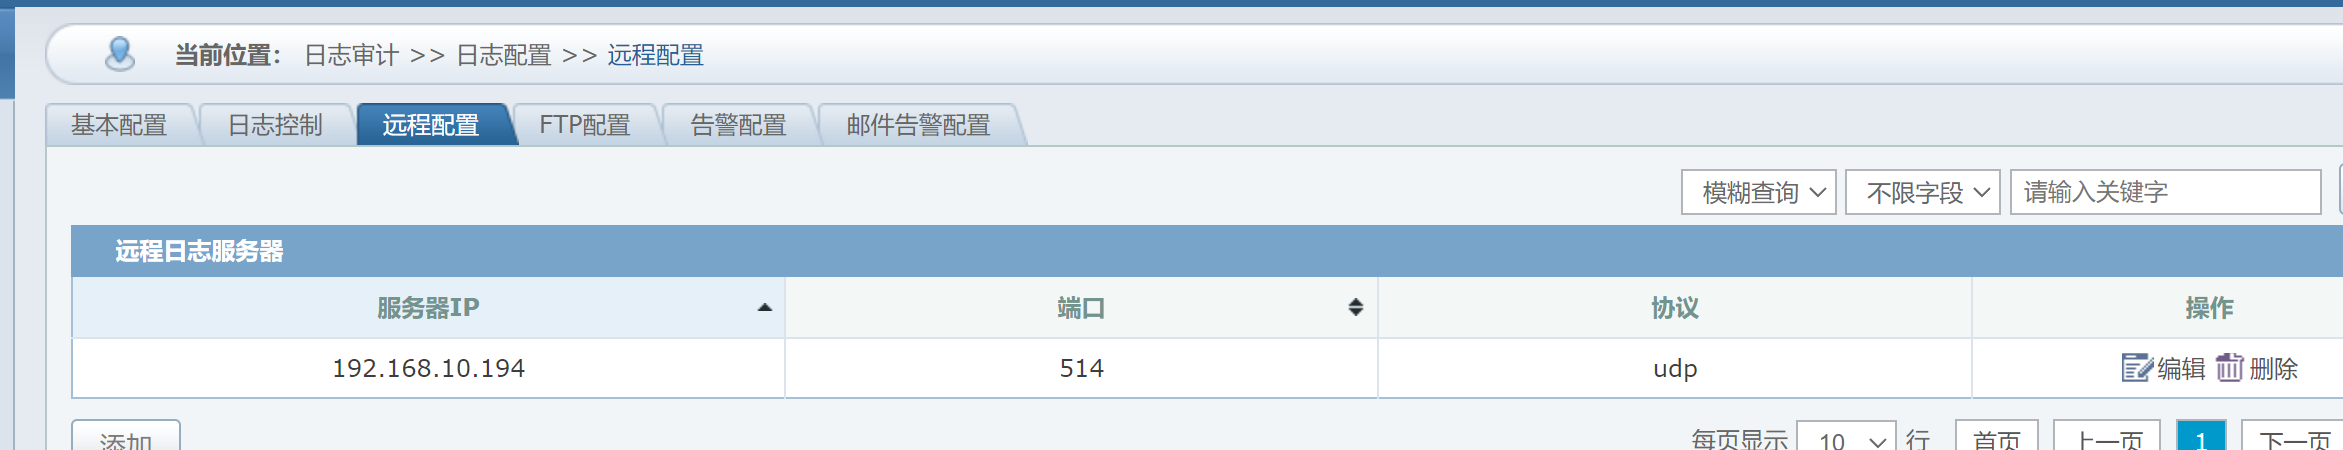 当前位置： 日志审计 >> 日志配置 >> 远程配置
基本配置 日志控制 远程配置 FTP配置 告警配置 邮件告警配置
模糊查询 不限字段 请输入关键字
远程日志服务器
服务器IP 端口 协议 操作
192.168.10.194 514 udp 编辑 删除
添加 每页显示 10 行 首页 上一页 1 下一页